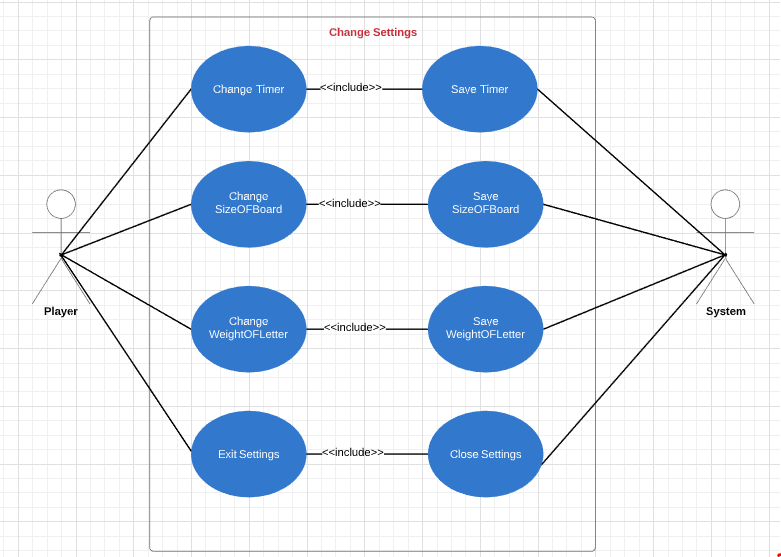 Change Settings
Change Timer
<<include>>
Save Timer
Change
SizeOFBoard
<<include>>
Save
SizeOFBoard
Player
System
Change
WeightOFLetter
<<include>>
Save
WeightOFLetter
Exit Settings
<<include>>
Close Settings